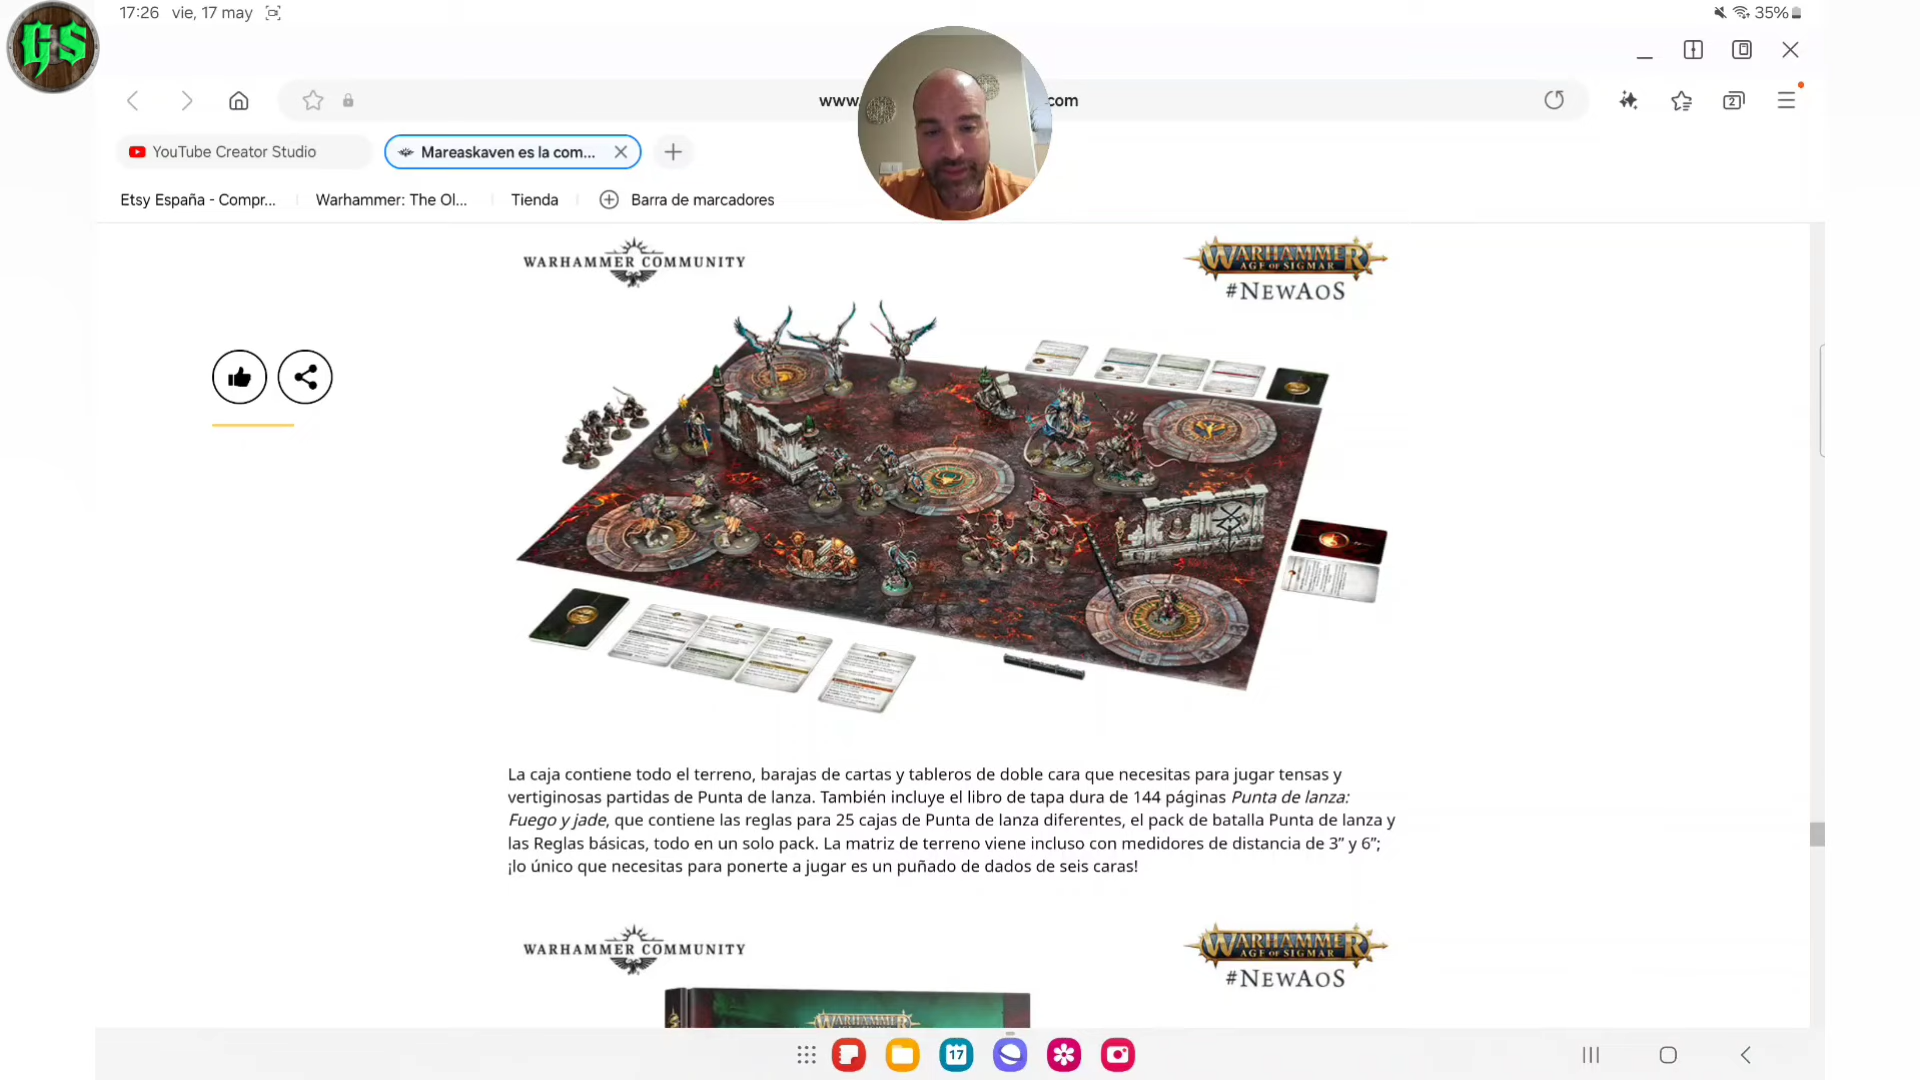 GS
17:26 vie, 17 may
35%
www.
com
YouTube Creator Studio
Mareaskaven es la com...
Etsy España - Compr...
Warhammer: The Ol...
Tienda
Barra de marcadores
2
WARHAMMER COMMUNITY
WARHAMMER
AGE OF SIGMAR
#NEWAOS
La caja contiene todo el terreno, barajas de cartas y tableros de doble cara que necesitas para jugar tensas y
vertiginosas partidas de Punta de lanza. También incluye el libro de tapa dura de 144 páginas Punta de lanza:
Fuego y jade, que contiene las reglas para 25 cajas de Punta de lanza diferentes, el pack de batalla Punta de lanza y
las Reglas básicas, todo en un solo pack. La matriz de terreno viene incluso con medidores de distancia de 3” y 6”;
¡lo único que necesitas para ponerte a jugar es un puñado de dados de seis caras!
WARHAMMER COMMUNITY
WARHAMMER
AGE OF SIGMAR
#NEWAOS
WARHAMMER
17